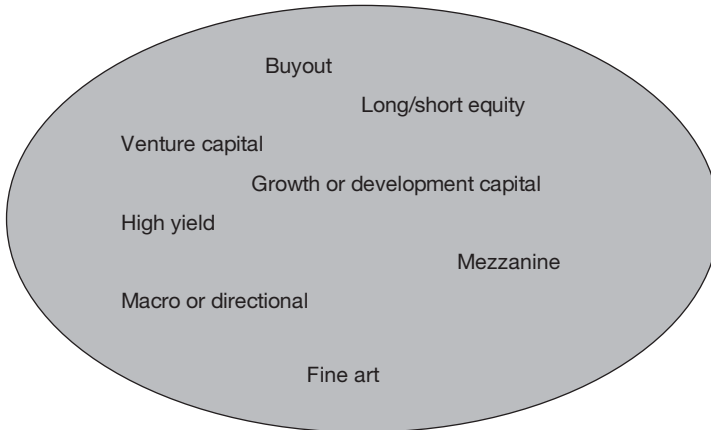 Buyout
Long/short equity
Venture capital
Growth or development capital
High yield
Mezzanine
Macro or directional
Fine art